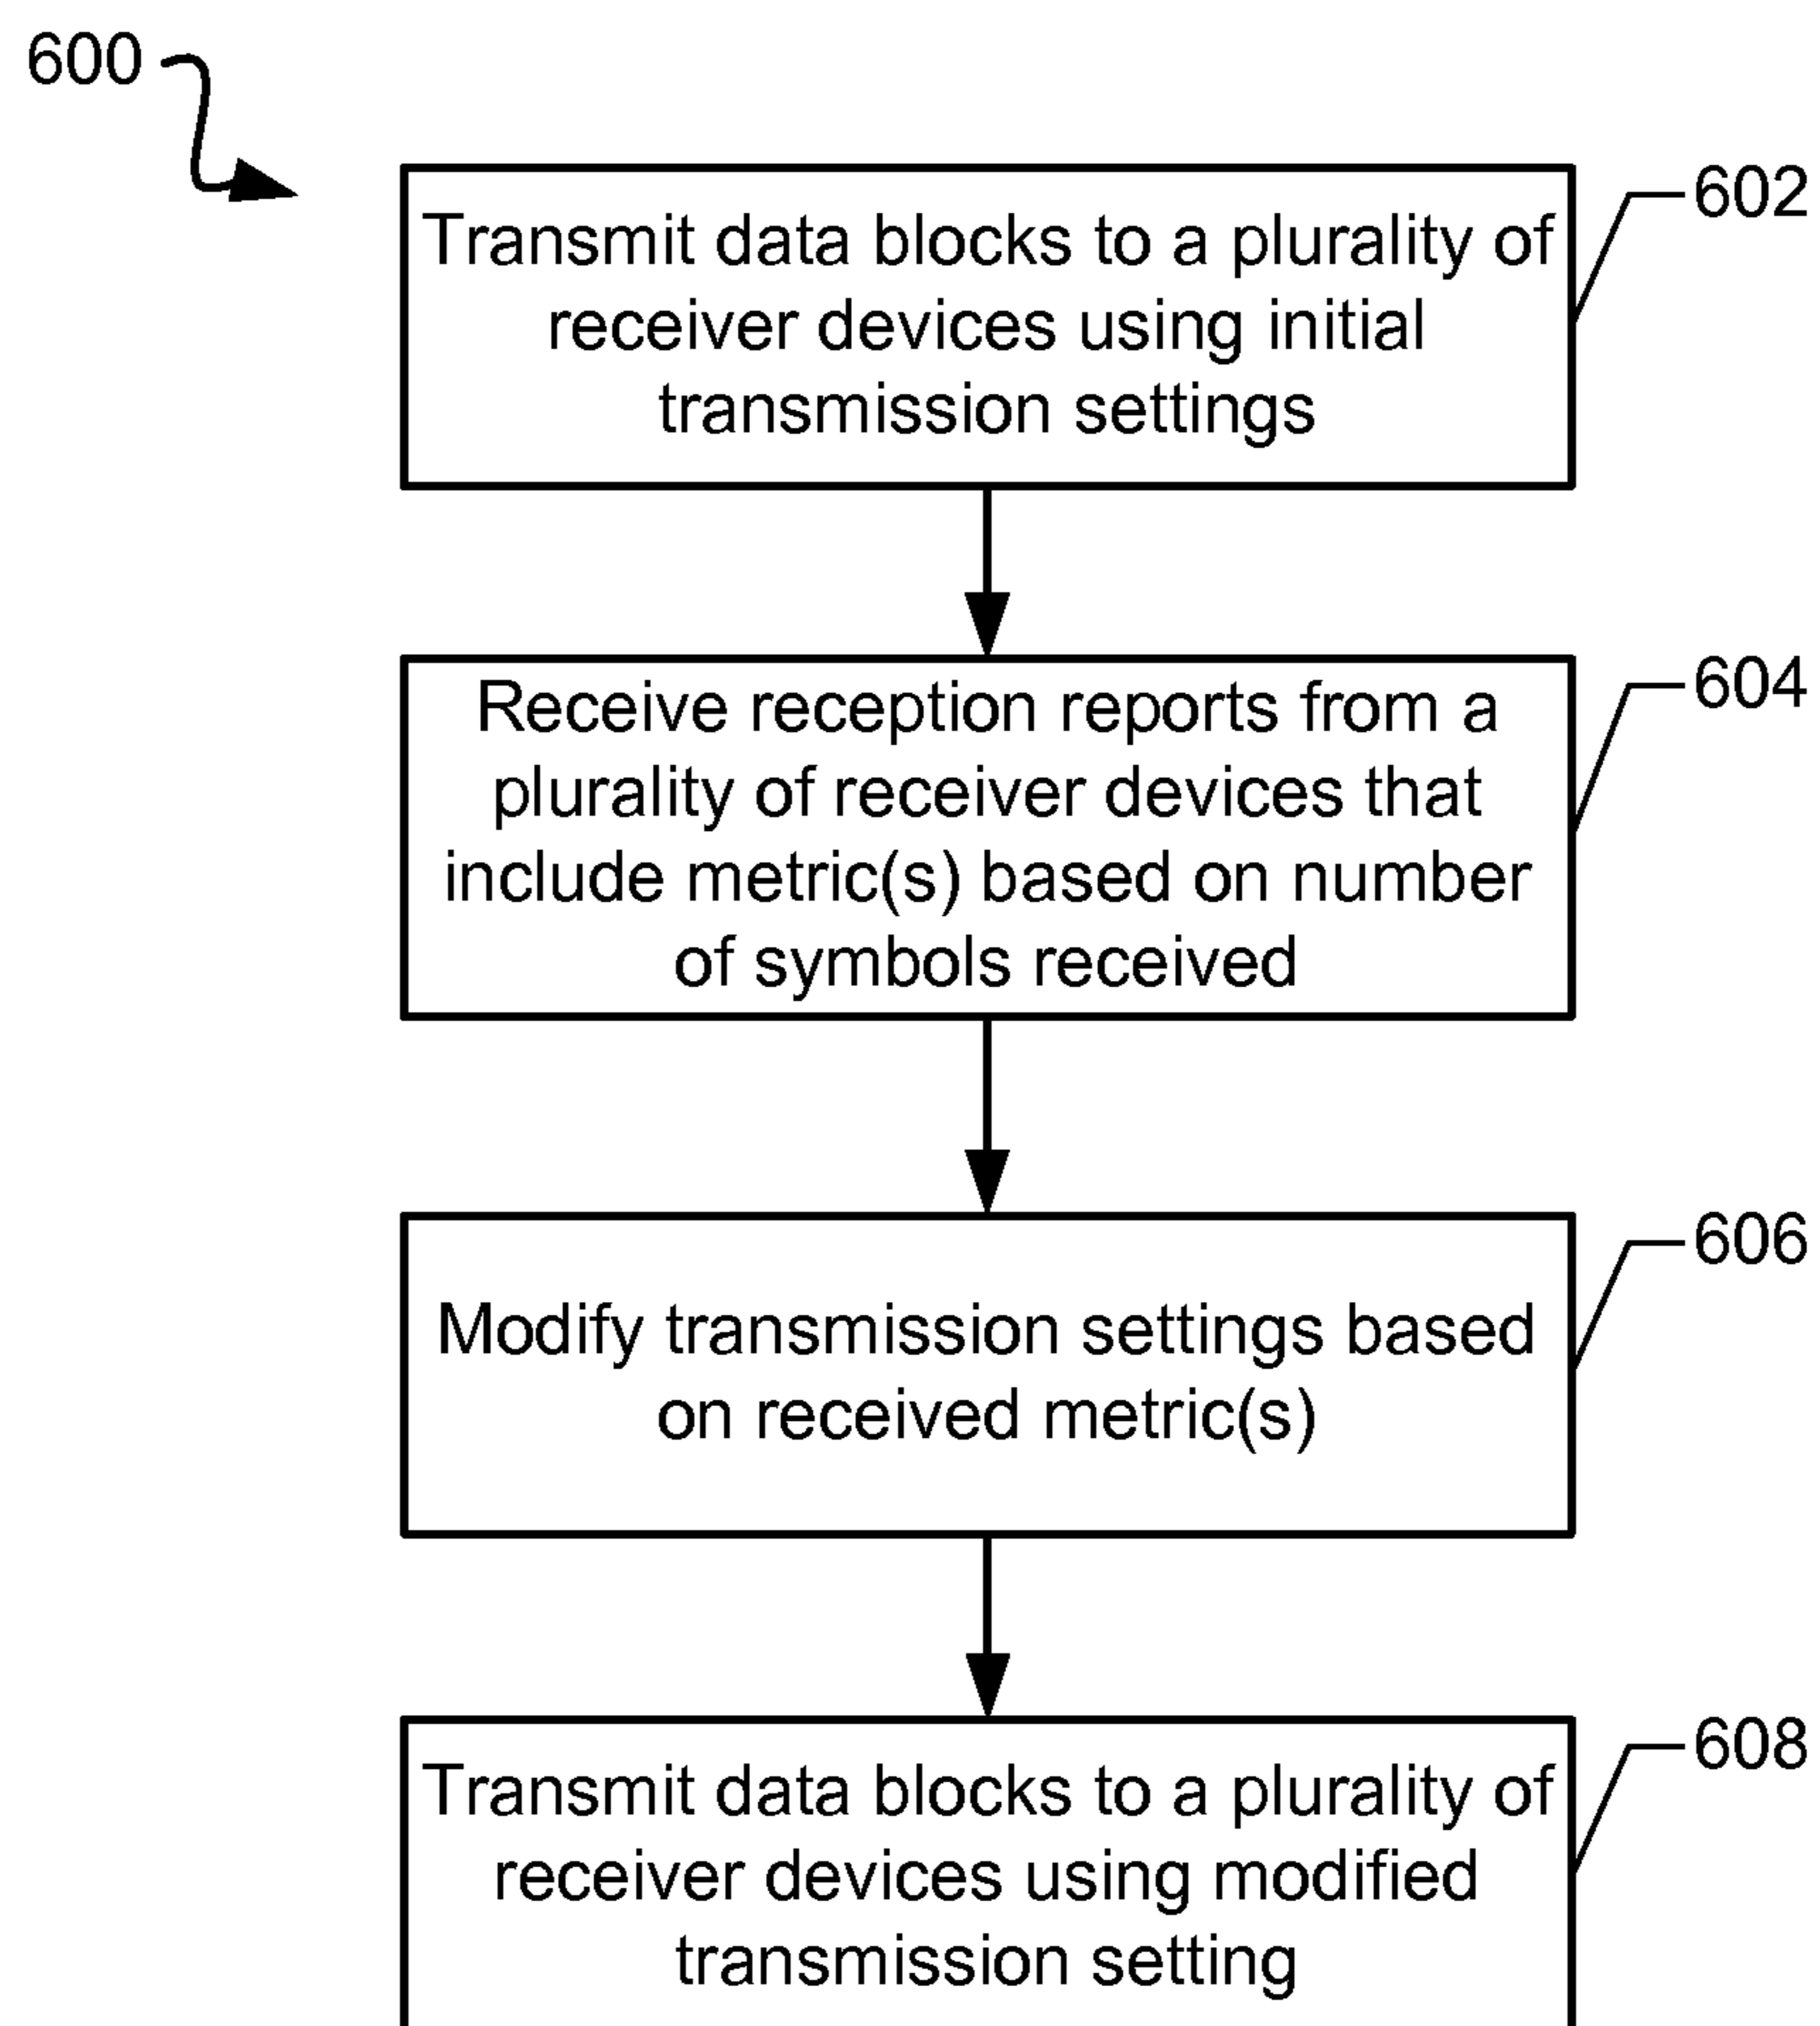 600
602
Transmit data blocks to a plurality of
receiver devices using initial
transmission settings
604
Receive reception reports from a
plurality of receiver devices that
include metric(s) based on number
of symbols received
606
Modify transmission settings based
on received metric(s)
608
Transmit data blocks to a plurality of
receiver devices using modified
transmission setting